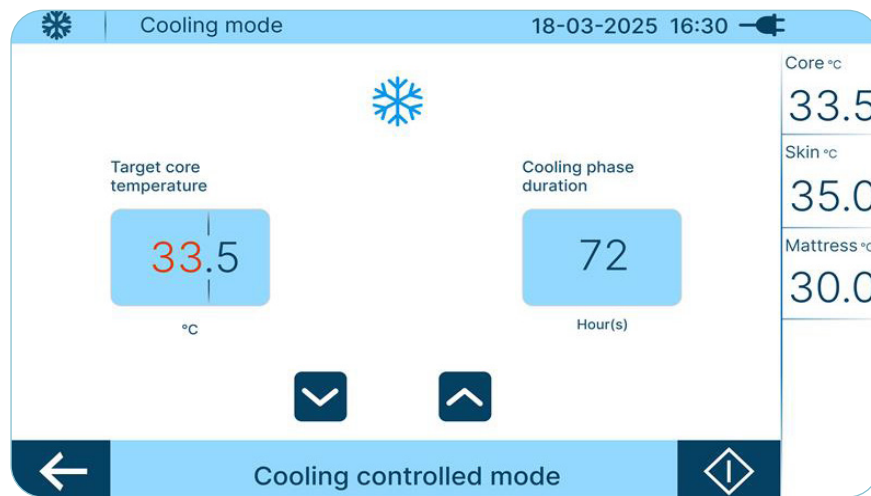 Cooling mode
18-03-2025 16:30
Core °C
33.5
Skin °C
35.0
Mattress °C
30.0
Target core
temperature
33.5
°C
Cooling phase
duration
72
Hour(s)
Cooling controlled mode